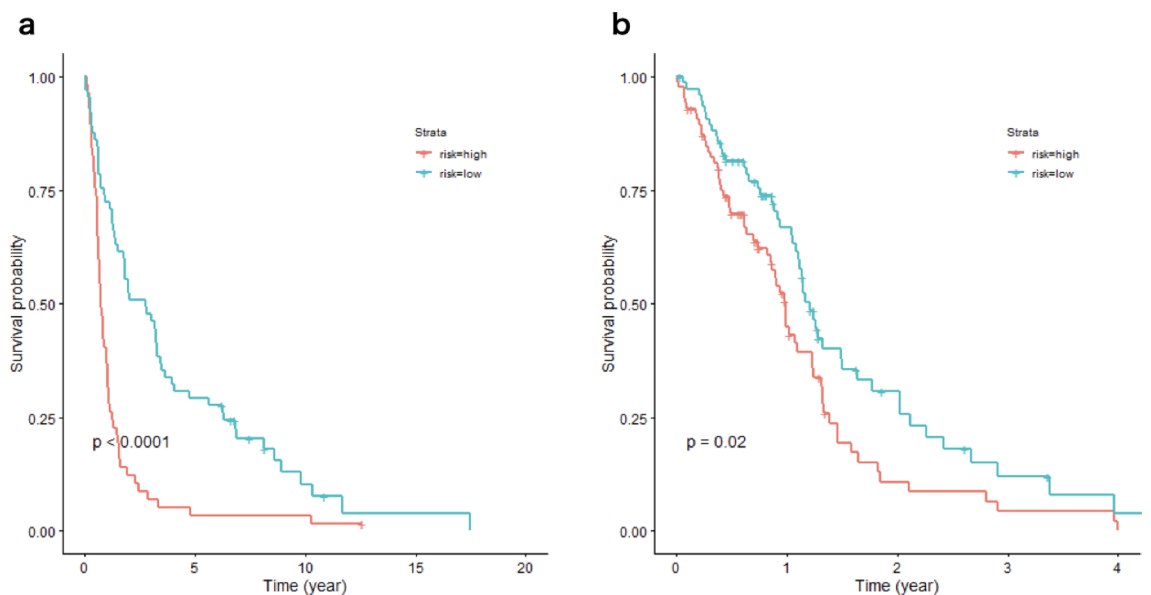 a
1.00
0.75
0.50
0.25
0.00
Survival probability
Strata
risk=high
risk=low
p < 0.0001
0 5 10 15 20
Time (year)
b
1.00
0.75
0.50
0.25
0.00
Survival probability
Strata
risk=high
risk=low
p = 0.02
0 1 2 3 4
Time (year)